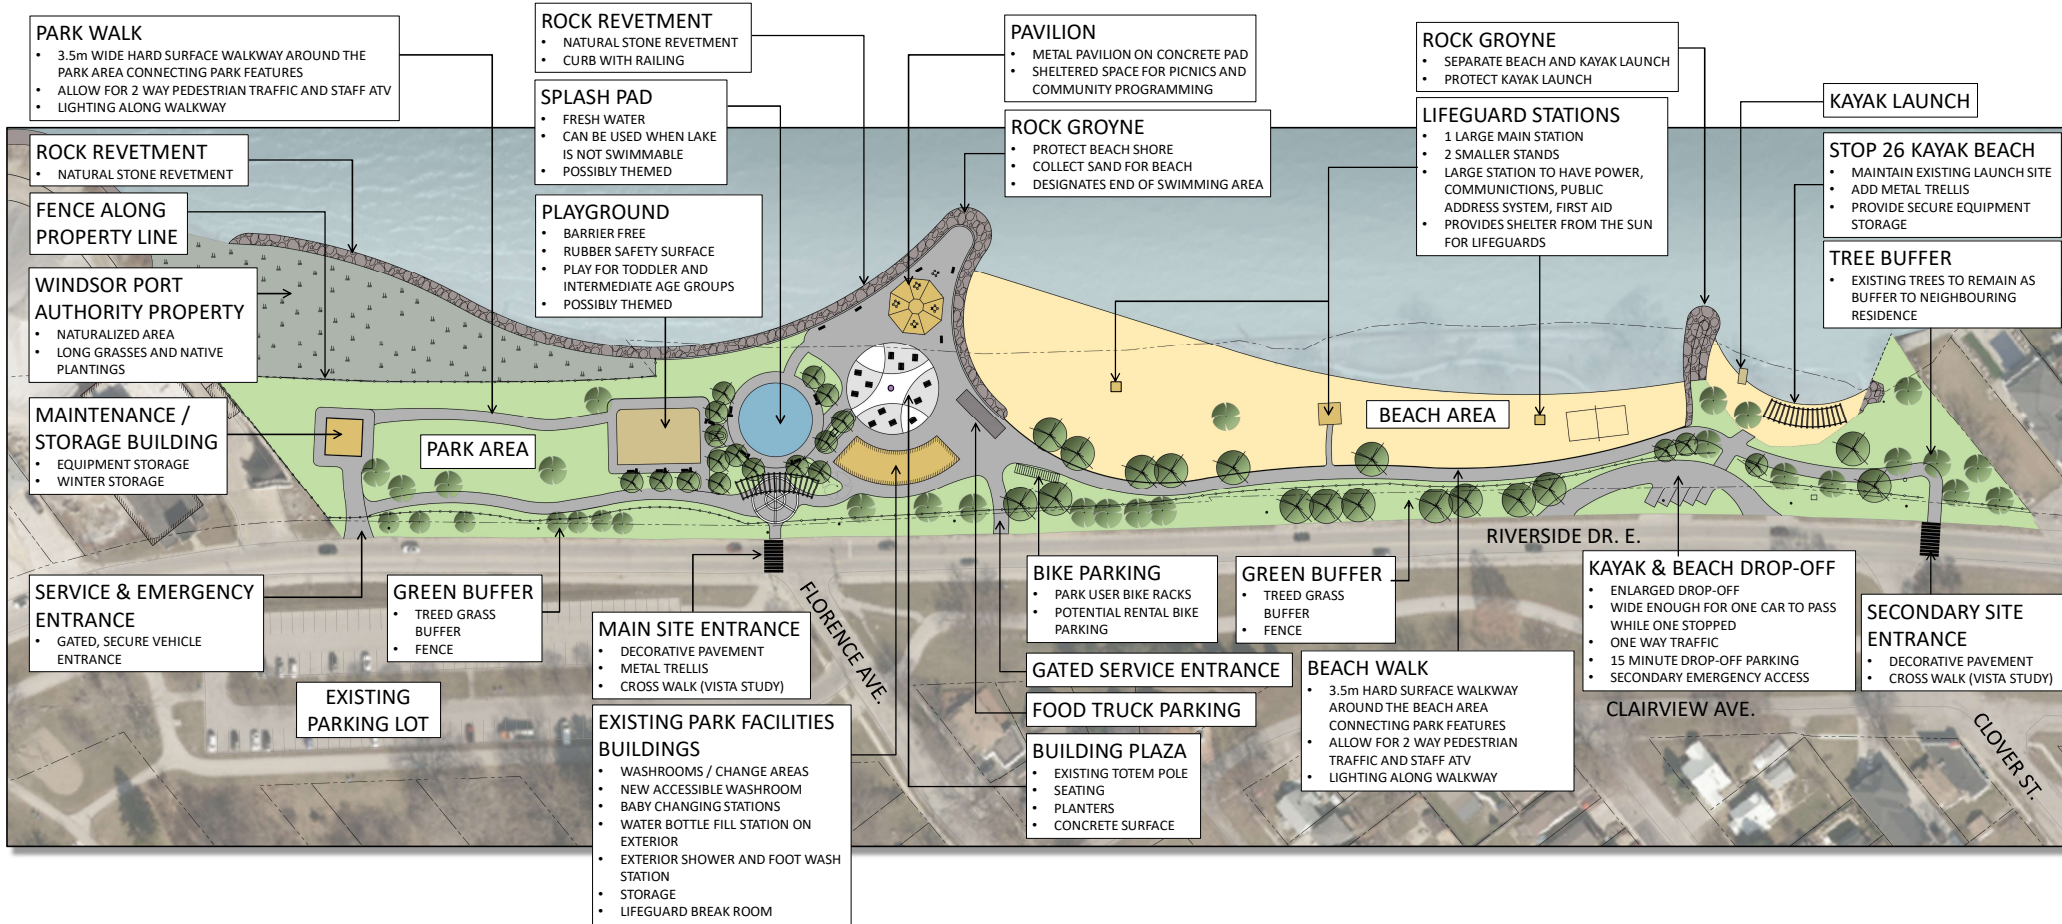 PARK WALK
• 3.5m WIDE HARD SURFACE WALKWAY AROUND THE
PARK AREA CONNECTING PARK FEATURES
• ALLOW FOR 2 WAY PEDESTRIAN TRAFFIC AND STAFF ATV
• LIGHTING ALONG WALKWAY
ROCK REVETMENT
• NATURAL STONE REVETMENT
FENCE ALONG
PROPERTY LINE
WINDSOR PORT
AUTHORITY PROPERTY
• NATURALIZED AREA
• LONG GRASSES AND NATIVE
PLANTINGS
MAINTENANCE /
STORAGE BUILDING
• EQUIPMENT STORAGE
• WINTER STORAGE
SERVICE & EMERGENCY
ENTRANCE
• GATED, SECURE VEHICLE
ENTRANCE
PARK AREA
GREEN BUFFER
• TREED GRASS
BUFFER
• FENCE
EXISTING
PARKING LOT
ROCK REVETMENT
• NATURAL STONE REVETMENT
• CURB WITH RAILING
SPLASH PAD
• FRESH WATER
• CAN BE USED WHEN LAKE
IS NOT SWIMMABLE
• POSSIBLY THEMED
PLAYGROUND
• BARRIER FREE
• RUBBER SAFETY SURFACE
• PLAY FOR TODDLER AND
INTERMEDIATE AGE GROUPS
• POSSIBLY THEMED
MAIN SITE ENTRANCE
• DECORATIVE PAVEMENT
• METAL TRELLIS
• CROSS WALK (VISTA STUDY)
EXISTING PARK FACILITIES
BUILDINGS
• WASHROOMS / CHANGE AREAS
• NEW ACCESSIBLE WASHROOM
• BABY CHANGING STATIONS
• WATER BOTTLE FILL STATION ON
EXTERIOR
• EXTERIOR SHOWER AND FOOT WASH
STATION
• STORAGE
• LIFEGUARD BREAK ROOM
FLORENCE AVE.
PAVILION
• METAL PAVILION ON CONCRETE PAD
• SHELTERED SPACE FOR PICNICS AND
COMMUNITY PROGRAMMING
ROCK GROYNE
• PROTECT BEACH SHORE
• COLLECT SAND FOR BEACH
• DESIGNATES END OF SWIMMING AREA
BIKE PARKING
• PARK USER BIKE RACKS
• POTENTIAL RENTAL BIKE
PARKING
GATED SERVICE ENTRANCE
FOOD TRUCK PARKING
BUILDING PLAZA
• EXISTING TOTEM POLE
• SEATING
• PLANTERS
• CONCRETE SURFACE
GREEN BUFFER
• TREED GRASS
BUFFER
• FENCE
BEACH WALK
• 3.5m HARD SURFACE WALKWAY
AROUND THE BEACH AREA
CONNECTING PARK FEATURES
• ALLOW FOR 2 WAY PEDESTRIAN
TRAFFIC AND STAFF ATV
• LIGHTING ALONG WALKWAY
ROCK GROYNE
• SEPARATE BEACH AND KAYAK LAUNCH
• PROTECT KAYAK LAUNCH
LIFEGUARD STATIONS
• 1 LARGE MAIN STATION
• 2 SMALLER STANDS
• LARGE STATION TO HAVE POWER,
COMMUNICTIONS, PUBLIC
ADDRESS SYSTEM, FIRST AID
• PROVIDES SHELTER FROM THE SUN
FOR LIFEGUARDS
BEACH AREA
RIVERSIDE DR. E.
KAYAK & BEACH DROP-OFF
• ENLARGED DROP-OFF
• WIDE ENOUGH FOR ONE CAR TO PASS
WHILE ONE STOPPED
• ONE WAY TRAFFIC
• 15 MINUTE DROP-OFF PARKING
• SECONDARY EMERGENCY ACCESS
CLAIRVIEW AVE.
KAYAK LAUNCH
STOP 26 KAYAK BEACH
• MAINTAIN EXISTING LAUNCH SITE
• ADD METAL TRELLIS
• PROVIDE SECURE EQUIPMENT
STORAGE
TREE BUFFER
• EXISTING TREES TO REMAIN AS
BUFFER TO NEIGHBOURING
RESIDENCE
SECONDARY SITE
ENTRANCE
• DECORATIVE PAVEMENT
• CROSS WALK (VISTA STUDY)
CLOVER ST.